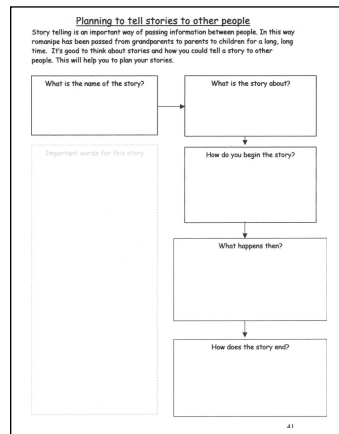 Planning to tell stories to other people
Story telling is an important way of passing information between people. In this way
romanipe has been passed from grandparents to parents to children for a long, long
time. It's good to think about stories and how you could tell a story to other
people. This will help you to plan your stories.
What is the name of the story?
What is the story about?
Important words for this story
How do you begin the story?
What happens then?
How does the story end?
41